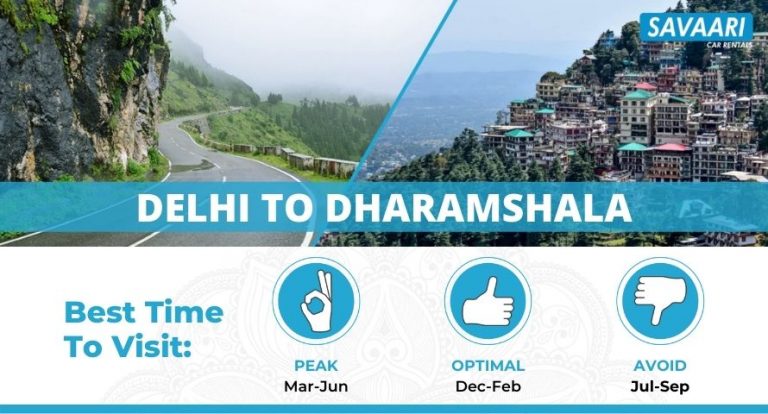 SAVAARI
CAR RENTALS
DELHI TO DHARAMSHALA
Best Time
To Visit:
PEAK
Mar-Jun
OPTIMAL
Dec-Feb
AVOID
Jul-Sep